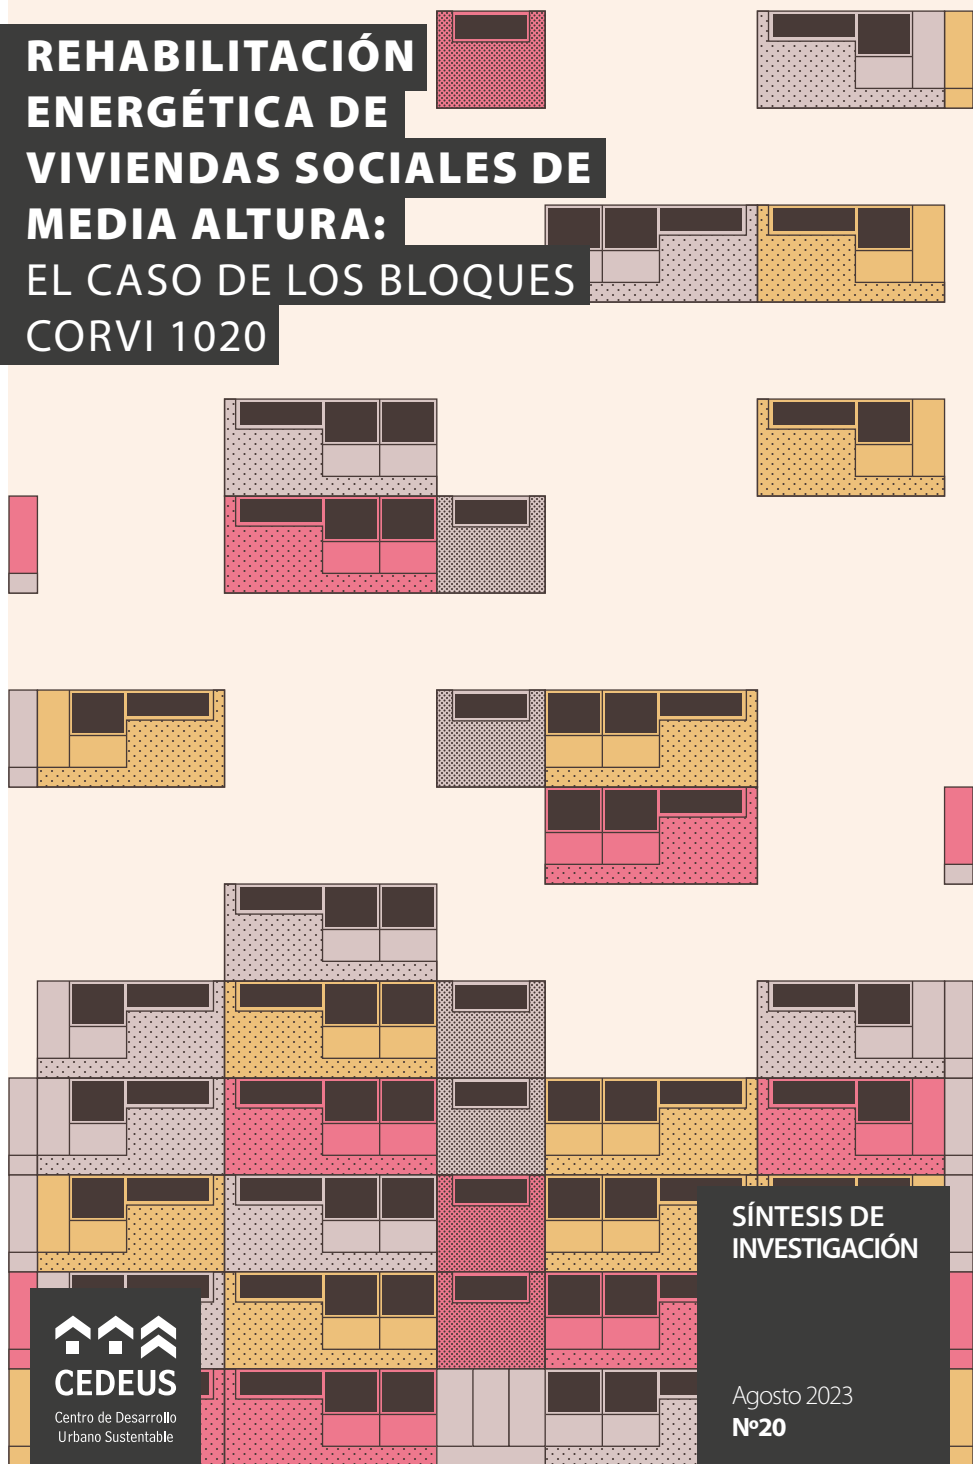 REHABILITACIÓN
ENERGÉTICA DE
VIVIENDAS SOCIALES DE
MEDIA ALTURA:
EL CASO DE LOS BLOQUES
CORVI 1020
SÍNTESIS DE
INVESTIGACIÓN
Agosto 2023
Nº20
CEDEUS
Centro de Desarrollo
Urbano Sustentable